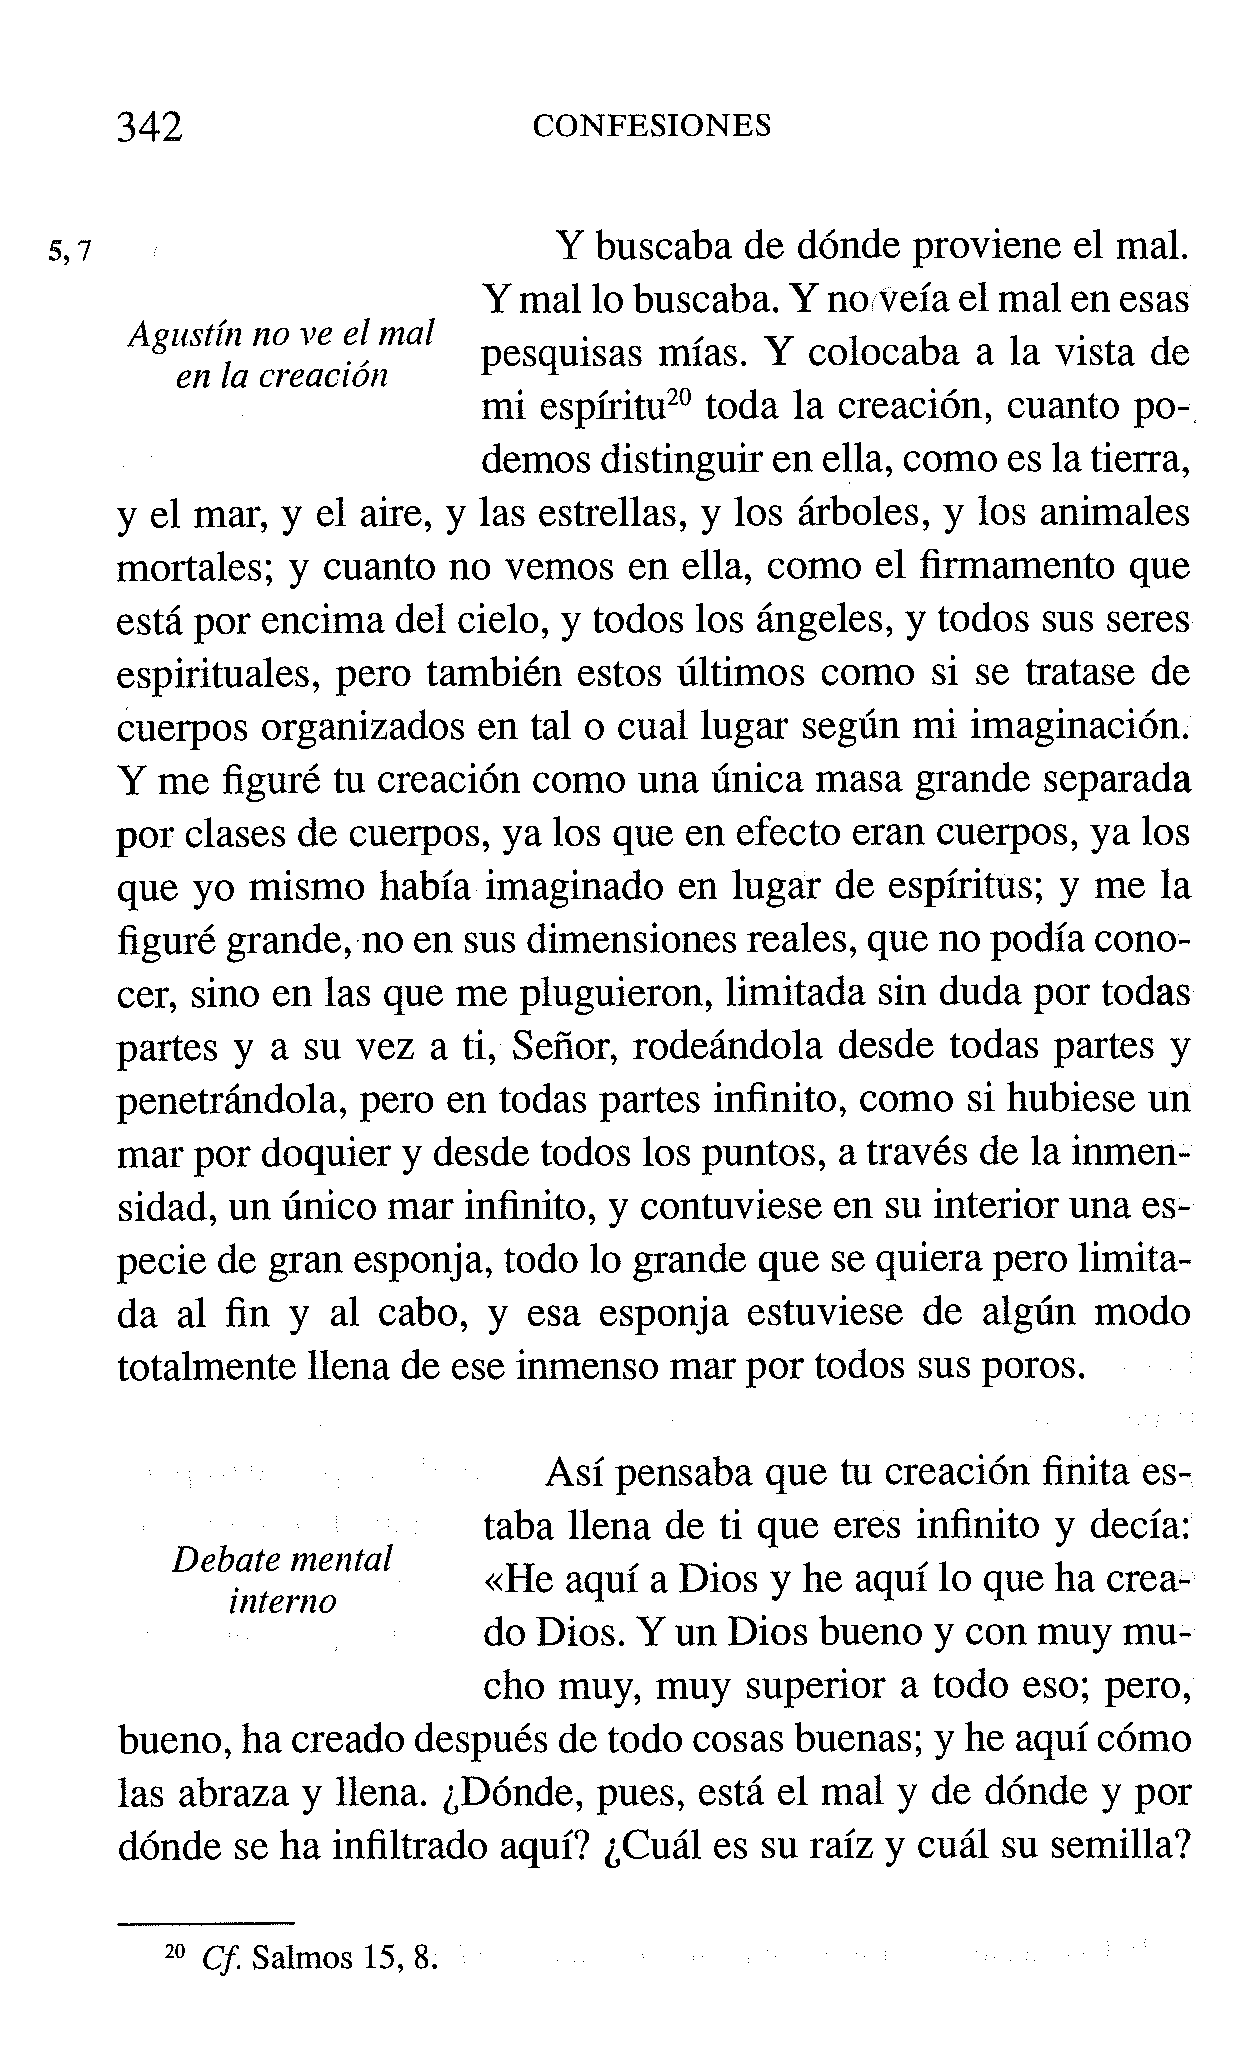 342 CONFESIONES
5, 7
Y buscaba de dónde proviene el mal.
Y mal lo buscaba. Y no veía el mal en esas
Agustín no ve el mal
en la creación
pesquisas mías. Y colocaba a la vista de
mi espíritu²⁰ toda la creación, cuanto po-
demos distinguir en ella, como es la tierra,
y el mar, y el aire, y las estrellas, y los árboles, y los animales
mortales; y cuanto no vemos en ella, como el firmamento que
está por encima del cielo, y todos los ángeles, y todos sus seres
espirituales, pero también estos últimos como si se tratase de
cuerpos organizados en tal o cual lugar según mi imaginación.
Y me figuré tu creación como una única masa grande separada
por clases de cuerpos, ya los que en efecto eran cuerpos, ya los
que yo mismo había imaginado en lugar de espíritus; y me la
figuré grande, no en sus dimensiones reales, que no podía cono-
cer, sino en las que me pluguieron, limitada sin duda por todas
partes y a su vez a ti, Señor, rodeándola desde todas partes y
penetrándola, pero en todas partes infinito, como si hubiese un
mar por doquier y desde todos los puntos, a través de la inmen-
sidad, un único mar infinito, y contuviese en su interior una es-
pecie de gran esponja, todo lo grande que se quiera pero limita-
da al fin y al cabo, y esa esponja estuviese de algún modo
totalmente llena de ese inmenso mar por todos sus poros.
Así pensaba que tu creación finita es-
taba llena de ti que eres infinito y decía:
Debate mental
interno
«He aquí a Dios y he aquí lo que ha crea-
do Dios. Y un Dios bueno y con muy mu-
cho muy, muy superior a todo eso; pero,
bueno, ha creado después de todo cosas buenas; y he aquí cómo
las abraza y llena. ¿Dónde, pues, está el mal y de dónde y por
dónde se ha infiltrado aquí? ¿Cuál es su raíz y cuál su semilla?
²⁰ Cf. Salmos 15, 8.